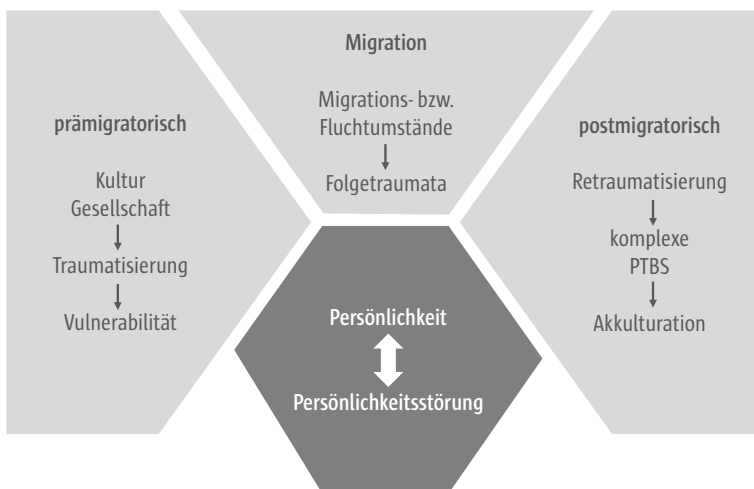 prämigratorisch
Kultur
Gesellschaft
Traumatisierung
Vulnerabilität
Migration
Migrations- bzw.
Fluchtumstände
Folgetraumata
postmigratorisch
Retraumatisierung
komplexe
PTBS
Akkulturation
Persönlichkeit
Persönlichkeitsstörung